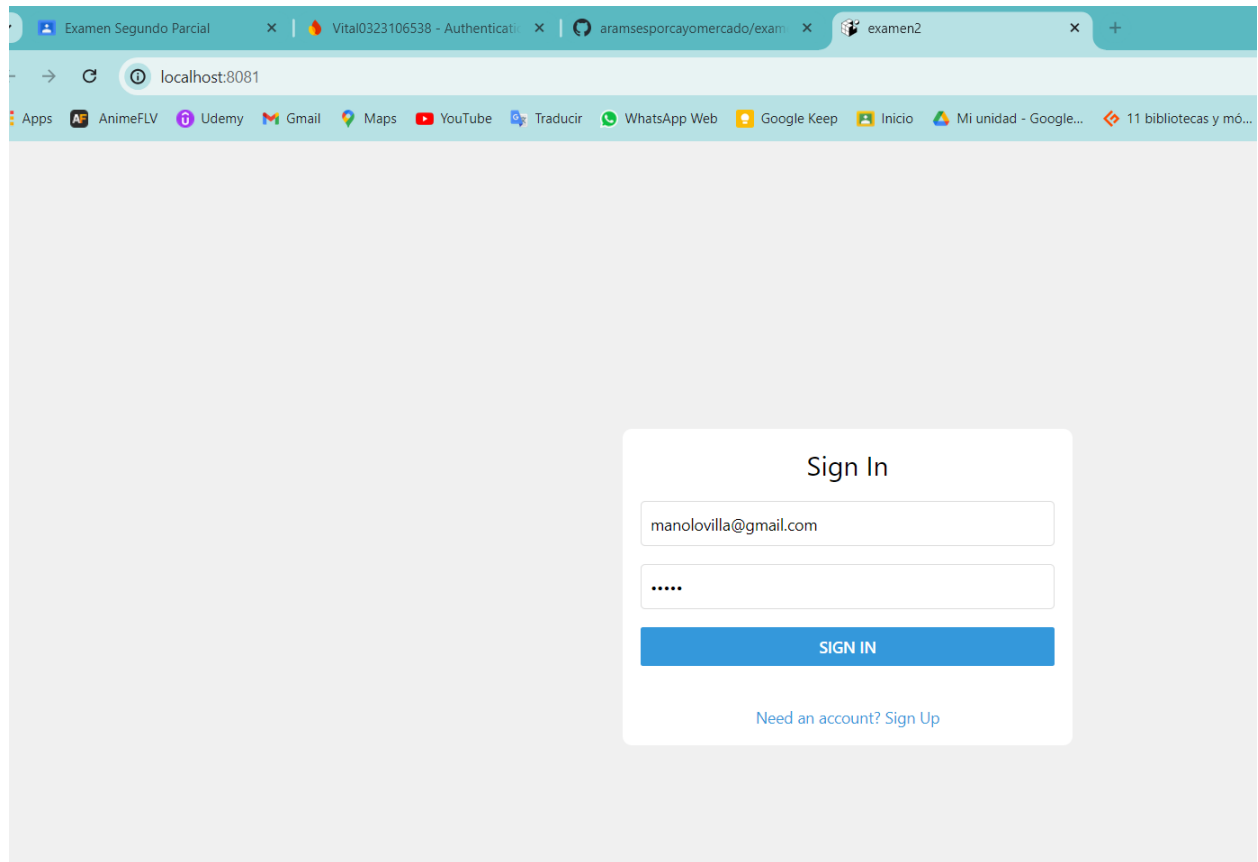 Examen Segundo Parcial
Vital0323106538 - Authenticati
aramsesporcayomercado/exam
examen2
localhost:8081
Apps
AnimeFLV
Udemy
Gmail
Maps
YouTube
Traducir
WhatsApp Web
Google Keep
Inicio
Mi unidad - Google...
11 bibliotecas y mó...
Sign In
manolovilla@gmail.com
•••••
SIGN IN
Need an account? Sign Up